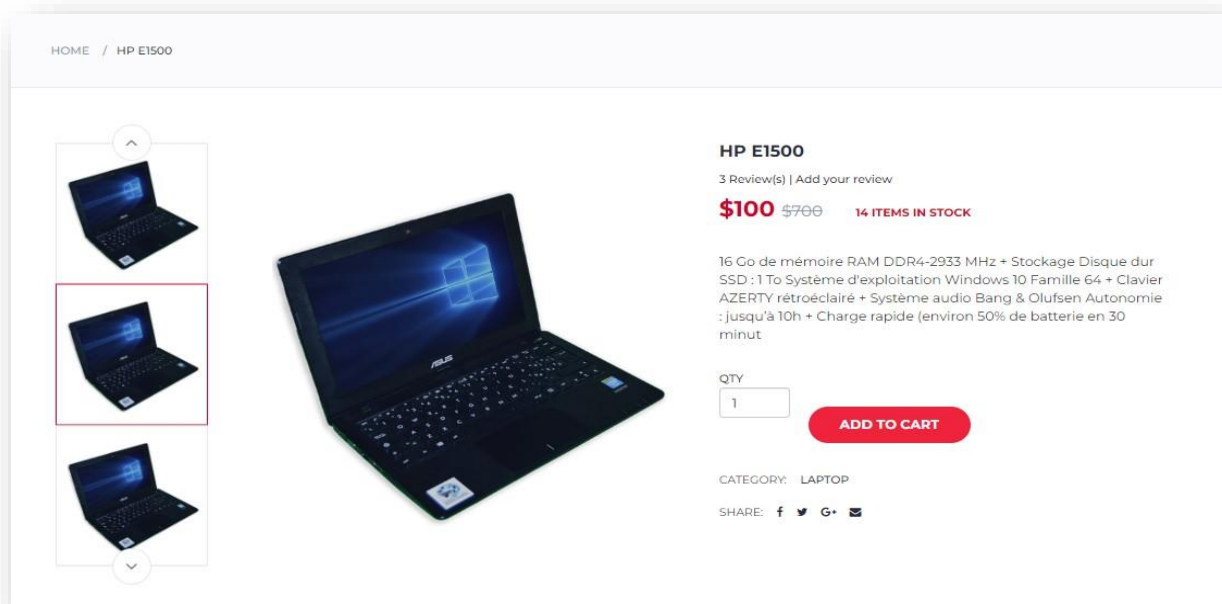 HOME / HP E1500
HP E1500
3 Review(s) | Add your review
$100 $700 14 ITEMS IN STOCK
16 Go de mémoire RAM DDR4-2933 MHz + Stockage Disque dur
SSD : 1 To Système d'exploitation Windows 10 Famille 64 + Clavier
AZERTY rétroéclairé + Système audio Bang & Olufsen Autonomie
: jusqu'à 10h + Charge rapide (environ 50% de batterie en 30
minut
QTY
1
ADD TO CART
CATEGORY: LAPTOP
SHARE: f G+
ASUS